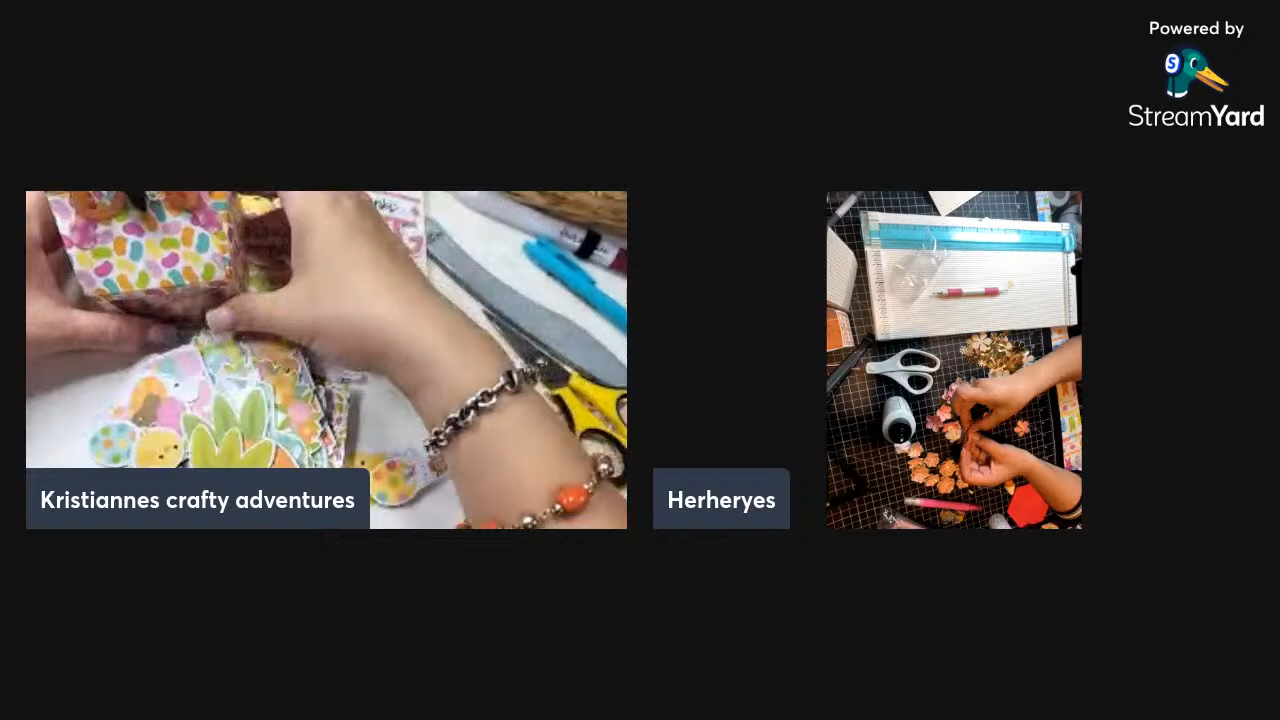 Powered by
S
StreamYard
Kristiannes crafty adventures
Herheryes